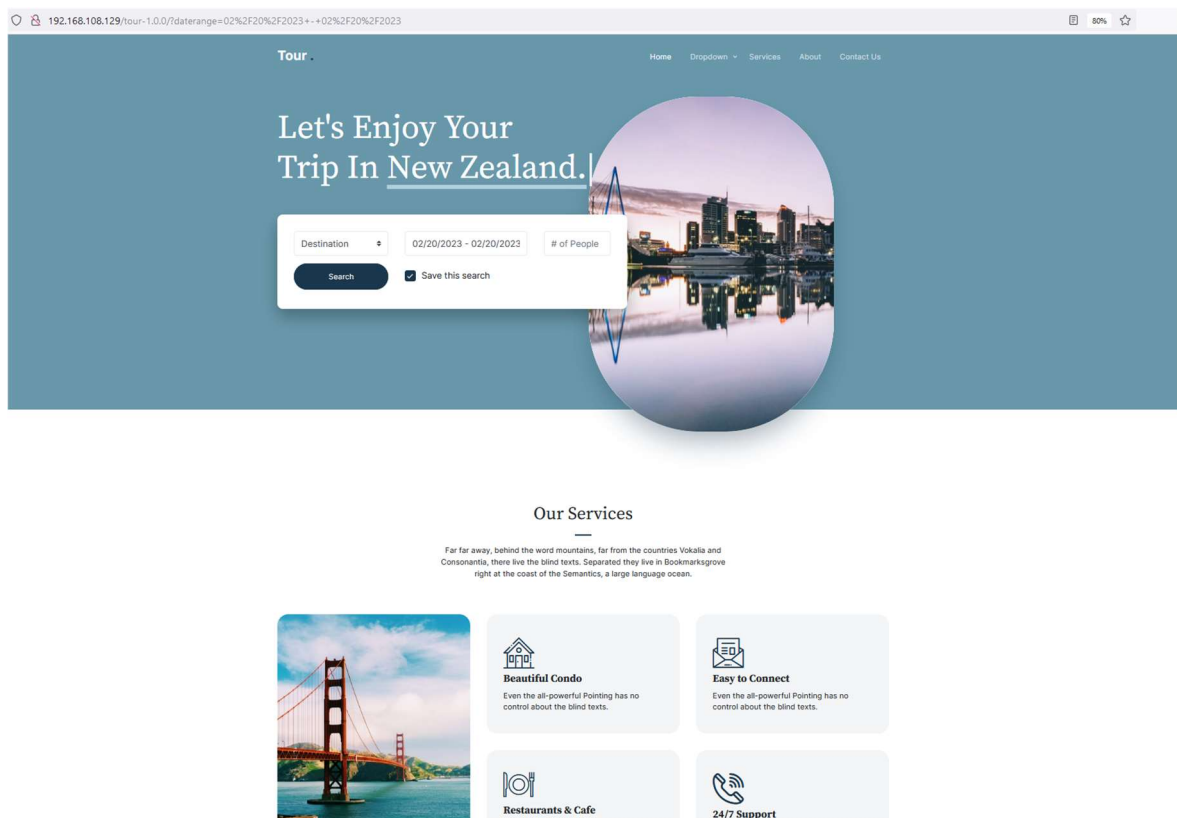 192.168.108.129/tour-1.0.0/?daterange=02%2F20%2F2023+-+02%2F20%2F2023
80%
Tour .
Home Dropdown Services About Contact Us
Let's Enjoy Your
Trip In New Zealand.
Destination 02/20/2023 - 02/20/2023 # of People
Search Save this search
Our Services
Far far away, behind the word mountains, far from the countries Vokalia and
Consonantia, there live the blind texts. Separated they live in Bookmarksgrove
right at the coast of the Semantics, a large language ocean.
Beautiful Condo
Even the all-powerful Pointing has no
control about the blind texts.
Easy to Connect
Even the all-powerful Pointing has no
control about the blind texts.
Restaurants & Cafe
24/7 Support